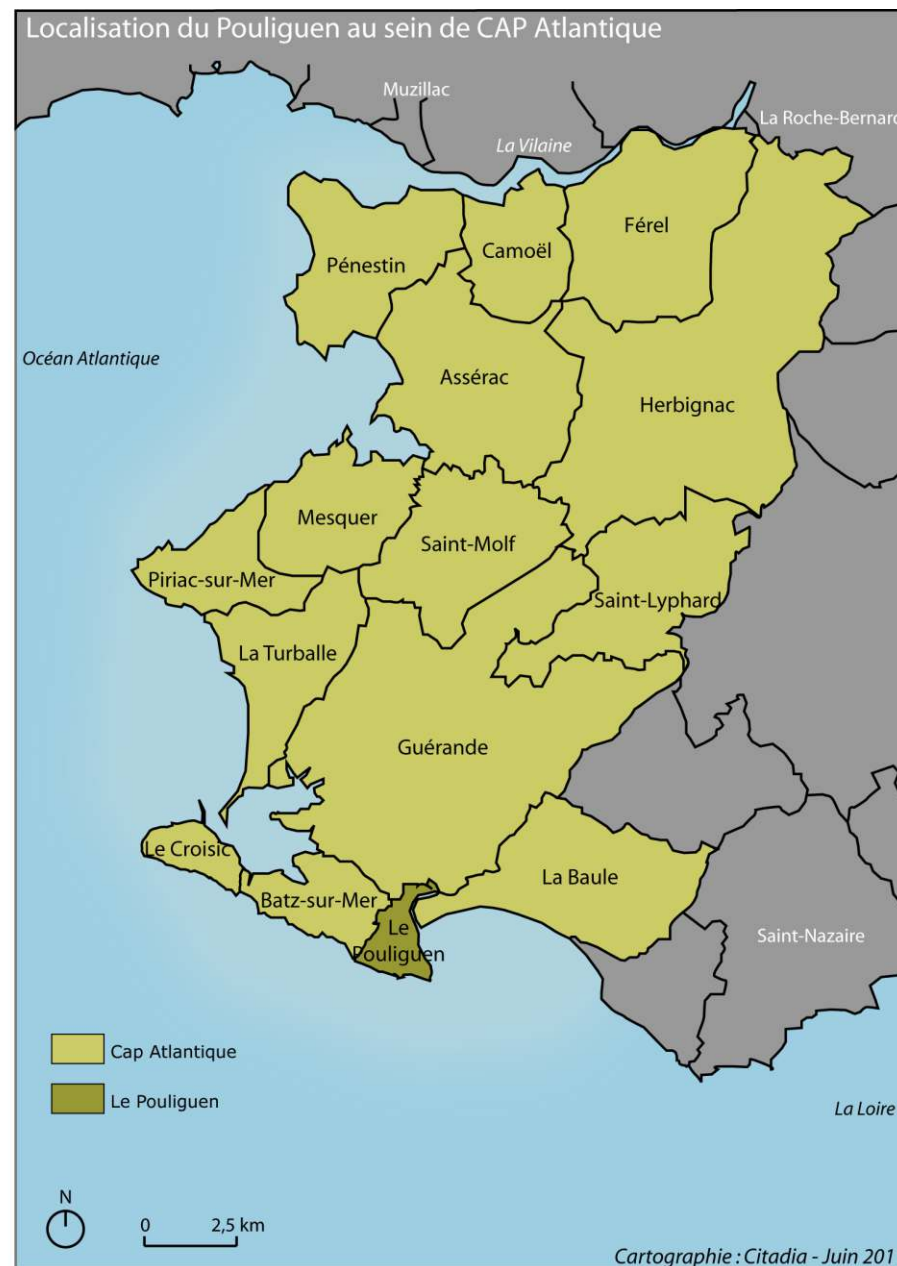 Localisation du Pouliguen au sein de CAP Atlantique
Muzillac
La Roche-Bernard
La Vilaine
Férel
Camoël
Pénestin
Océan Atlantique
Assérac
Herbignac
Mesquer
Saint-Molf
Piriac-sur-Mer
Saint-Lyphard
La Turballe
Guérande
Le Croisic
La Baule
Batz-sur-Mer
Le
Pouliguen
Saint-Nazaire
Cap Atlantique
Le Pouliguen
La Loire
N
0 2,5 km
Cartographie : Citadia - Juin 201